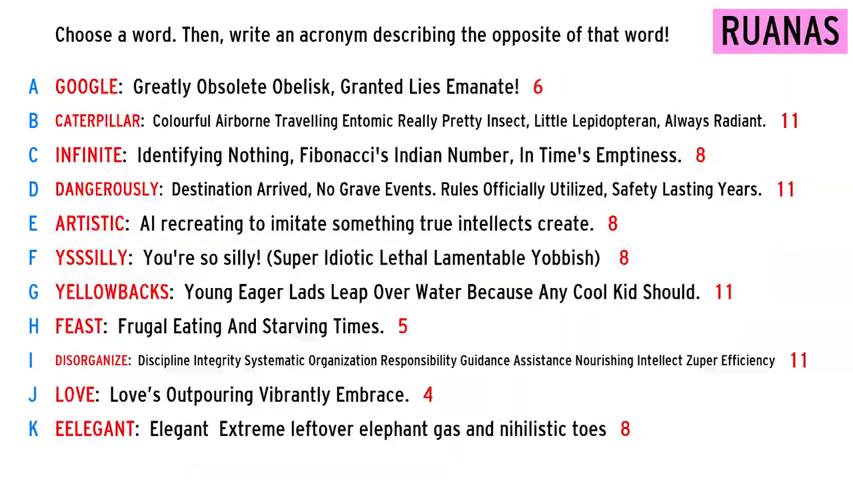 Choose a word. Then, write an acronym describing the opposite of that word!
RUANAS
A GOOGLE: Greatly Obsolete Obelisk, Granted Lies Emanate! 6
B CATERPILLAR: Colourful Airborne Travelling Entomic Really Pretty Insect, Little Lepidopteran, Always Radiant. 11
C INFINITE: Identifying Nothing, Fibonacci's Indian Number, In Time's Emptiness. 8
D DANGEROUSLY: Destination Arrived, No Grave Events. Rules Officially Utilized, Safety Lasting Years. 11
E ARTISTIC: AI recreating to imitate something true intellects create. 8
F YSSSILLY: You're so silly! (Super Idiotic Lethal Lamentable Yobbish) 8
G YELLOWBACKS: Young Eager Lads Leap Over Water Because Any Cool Kid Should. 11
H FEAST: Frugal Eating And Starving Times. 5
I DISORGANIZE: Discipline Integrity Systematic Organization Responsibility Guidance Assistance Nourishing Intellect Zuper Efficiency 11
J LOVE: Love’s Outpouring Vibrantly Embrace. 4
K EELEGANT: Elegant Extreme leftover elephant gas and nihilistic toes 8